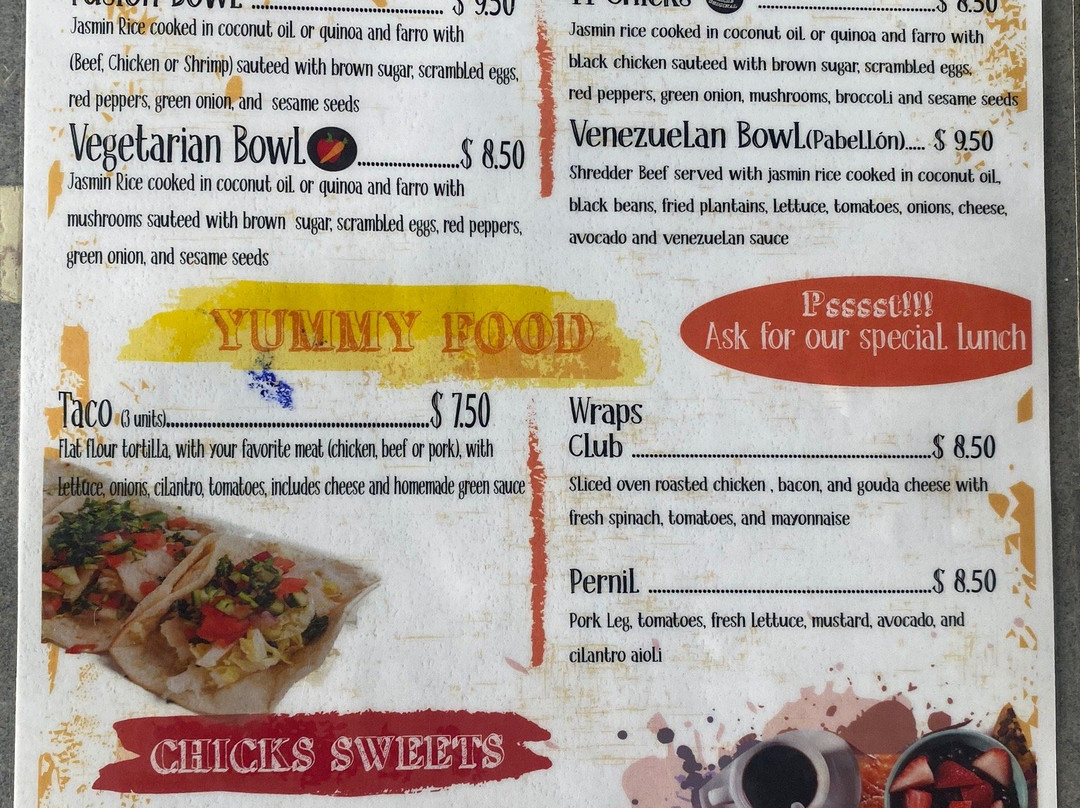 Fusion Bowl ........ $ 9.50
Jasmin Rice cooked in coconut oil or quinoa and farro with
(Beef, Chicken or Shrimp) sauteed with brown sugar, scrambled eggs,
red peppers, green onion, and sesame seeds
Vegetarian Bowl ........ $ 8.50
Jasmin Rice cooked in coconut oil or quinoa and farro with
mushrooms sauteed with brown sugar, scrambled eggs, red peppers,
green onion, and sesame seeds
Chicks ........ $ 8.50
Jasmin rice cooked in coconut oil or quinoa and farro with
black chicken sauteed with brown sugar, scrambled eggs,
red peppers, green onion, mushrooms, broccoli and sesame seeds
Venezuelan Bowl (Pabellón)..... $ 9.50
Shredder Beef served with jasmin rice cooked in coconut oil,
black beans, fried plantains, lettuce, tomatoes, onions, cheese,
avocado and venezuelan sauce
YUMMY FOOD
Psssst!!!
Ask for our special lunch
Taco (3 units)........ $ 7.50
Flat flour tortilla, with your favorite meat (chicken, beef or pork), with
lettuce, onions, cilantro, tomatoes, includes cheese and homemade green sauce
Wraps
Club ........ $ 8.50
Sliced oven roasted chicken , bacon, and gouda cheese with
fresh spinach, tomatoes, and mayonnaise
Pernil ........ $ 8.50
Pork leg, tomatoes, fresh lettuce, mustard, avocado, and
cilantro aioli
CHICKS SWEETS